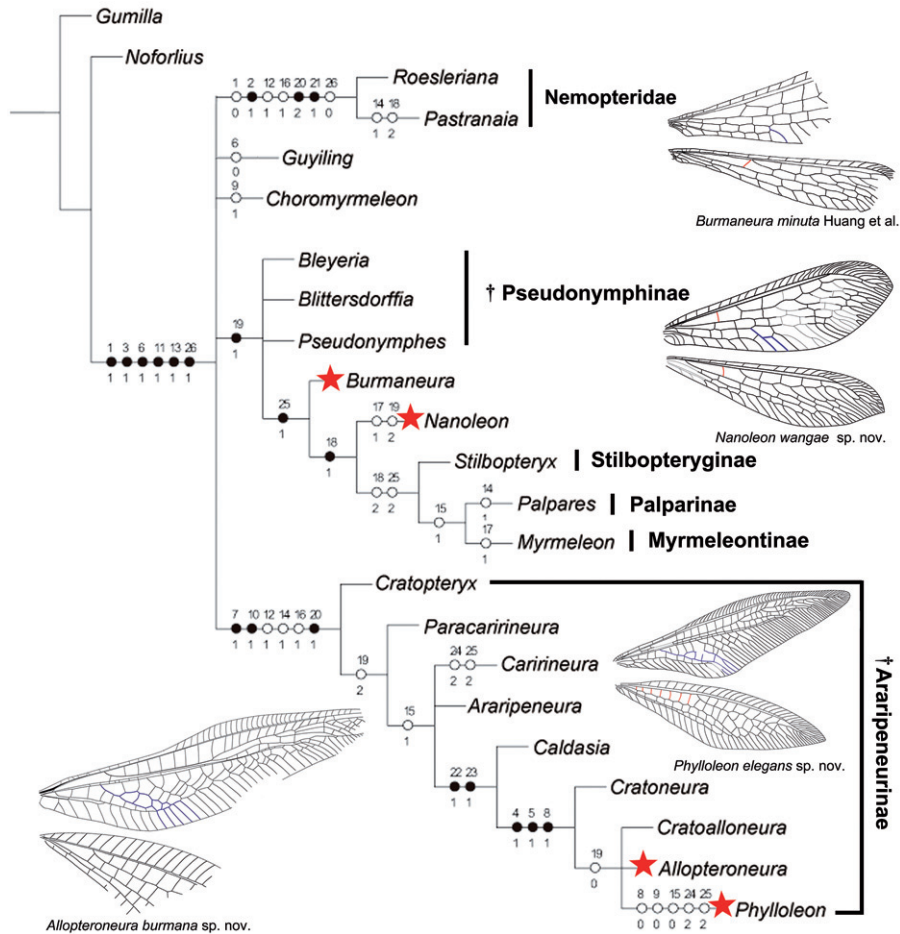 Gumilla
Noforlius
1 2 12 16 20 21 26
0 1 1 1 2 1 0
Roesleriana
14 18
1 2
Pastranaia
Nemopteridae
6
0
Guyiling
9
1
Choromyrmeleon
Burmaneura minuta Huang et al.
Bleyeria
Blittersdorffia
Pseudonymphes
† Pseudonymphinae
19
1
1 3 6 11 13 26
1 1 1 1 1 1
Burmaneura
25
1
17 19
1 2
Nanoleon
Nanoleon wangae sp. nov.
18
1
Stilbopteryx
Stilbopteryginae
18 25
2 2
14
1
Palpares
Palparinae
15
1
17
1
Myrmeleon
Myrmeleontinae
Cratopteryx
7 10 12 14 16 20
1 1 1 1 1 1
Paracaririneura
19
2
24 25
2 2
Caririneura
15
1
Araripeneura
† Araripeneurinae
Phylloleon elegans sp. nov.
Caldasia
22 23
1 1
Cratoneura
4 5 8
1 1 1
Cratoalloneura
19
0
Allopteroneura
8 9 15 24 25
0 0 0 2 2
Phylloleon
Allopteroneura burmana sp. nov.